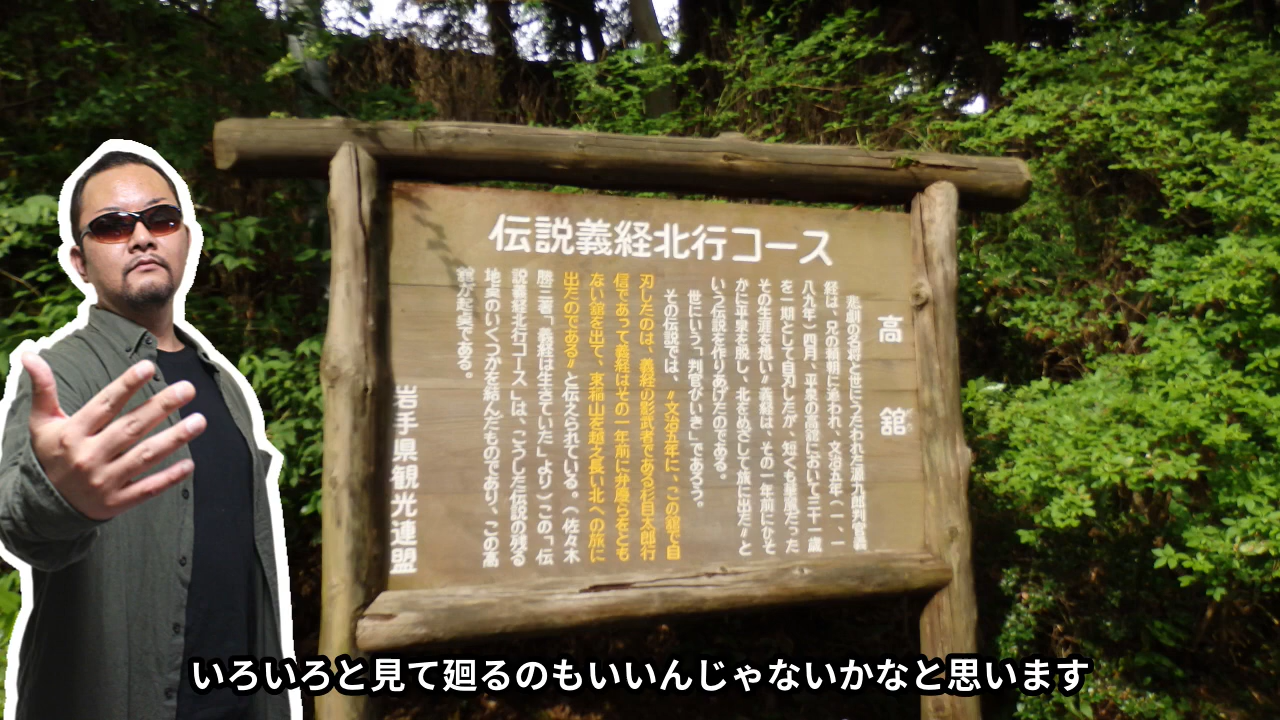 伝説義経北行コース
高舘
悲劇の名将と世にうたわれた源九郎判官義
経は、兄の頼朝に追われ、文治五年(一、一
八九年)四月、平泉の高舘において三十一歳
を一期として自刃したが、短くも華麗だった
その生涯を想い〝義経は、その一年前にひそ
かに平泉を脱し、北をめざして旅に出た〟と
いう伝説を作りあげたのである。
世にいう「判官びいき」であろう。
その伝説では、〝文治五年に、この舘で自
刃したのは、義経の影武者である杉目太郎行
信であって義経はその一年前に弁慶らをとも
ない舘を出て、束稲山を越え長い北への旅に
出たのである〟と伝えられている。(佐々木
勝三著「義経は生きていた」より)この「伝
説義経北行コース」は、こうした伝説の残る
地点のいくつかを結んだものであり、この高
舘が起点である。
岩手県観光連盟
いろいろと見て廻るのもいいんじゃないかなと思います